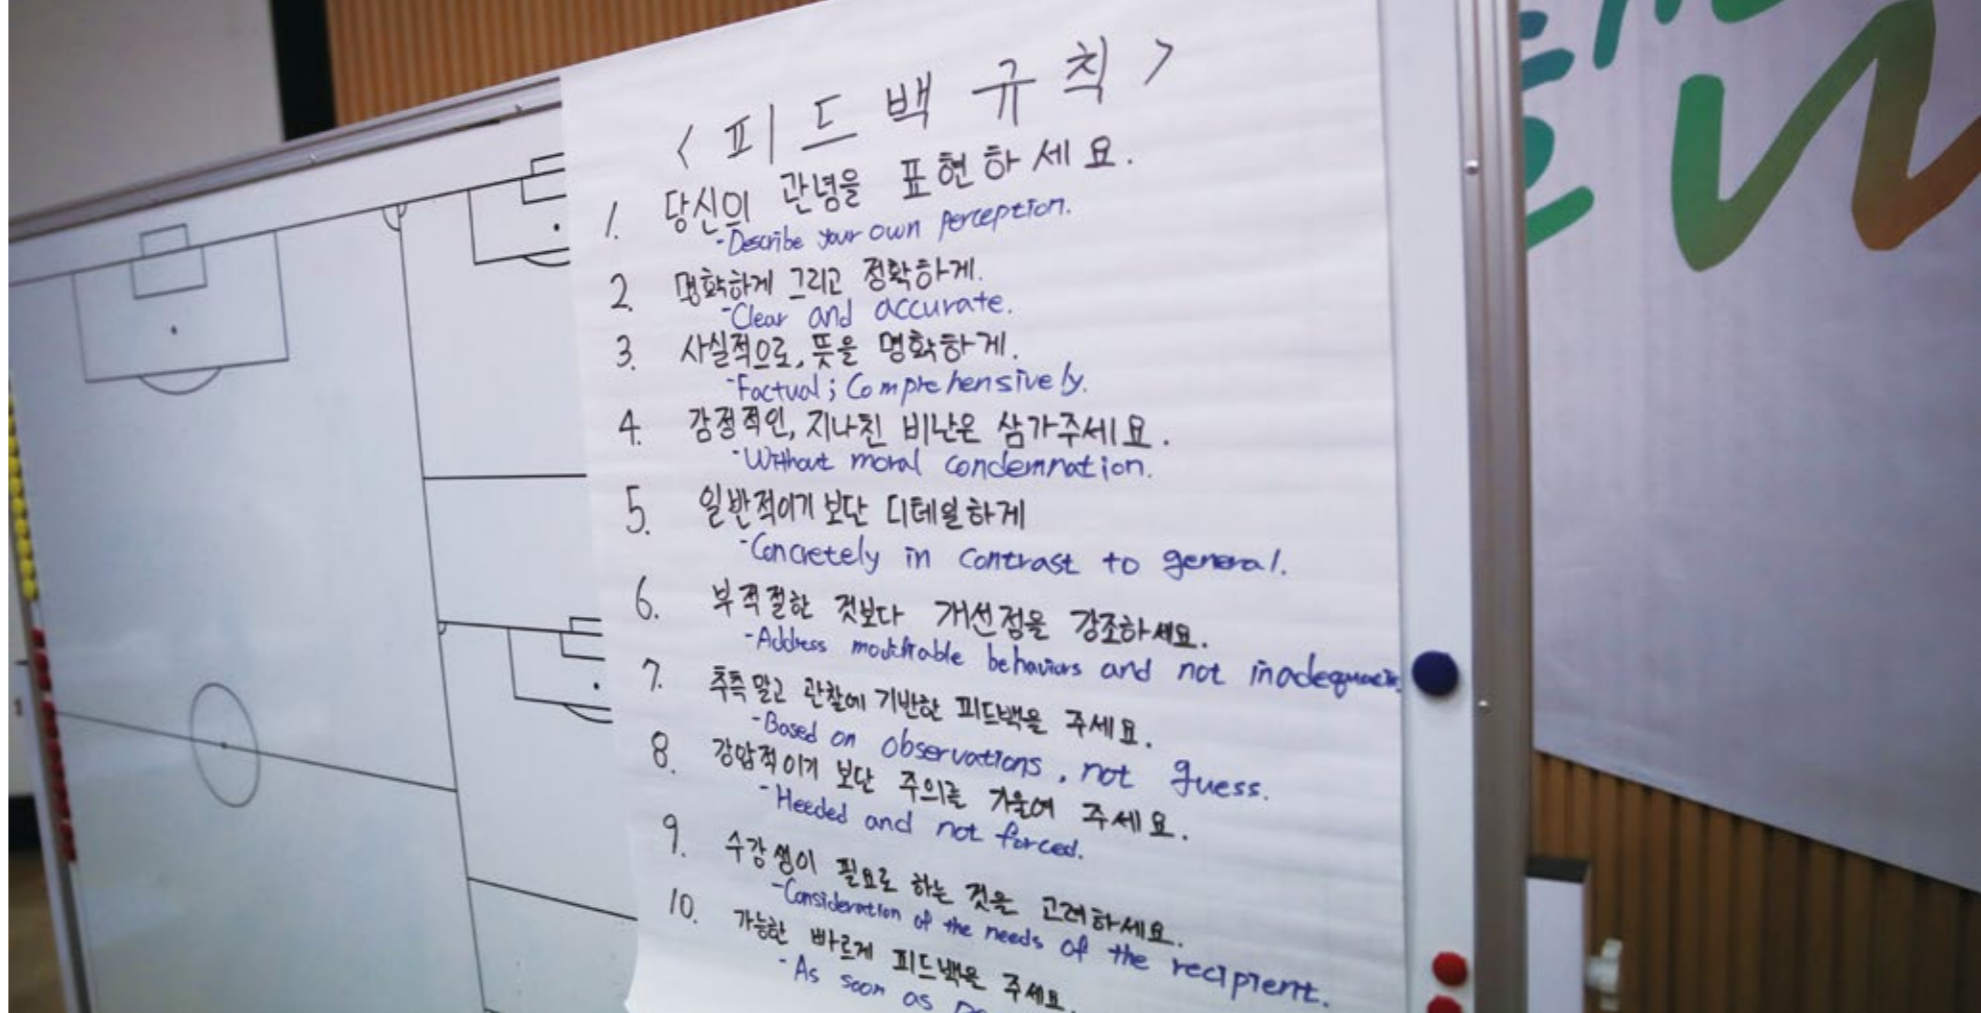 <피드백 규칙>
1. 당신의 관념을 표현하세요.
-Describe your own perception.
2. 명확하게 그리고 정확하게.
-Clear and accurate.
3. 사실적으로, 뜻을 명확하게.
-Factual; Comprehensively.
4. 감정적인, 지나친 비난은 삼가주세요.
-Without moral condemnation.
5. 일반적이기 보단 디테일하게
-Concretely in contrast to general.
6. 부적절한 것보다 개선점을 강조하세요.
-Address modifiable behaviors and not
7. 추측 말고 관찰에 기반한 피드백을 주세요.
-Based on observations, not guess.
8. 강압적이기 보단 주의를 기울여 주세요.
-Heeded and not forced.
9. 수강생이 필요로 하는 것을 고려하세요.
-Consideration of the needs of the recipient.
10. 가능한 빠르게 피드백을 주세요.
-As soon as